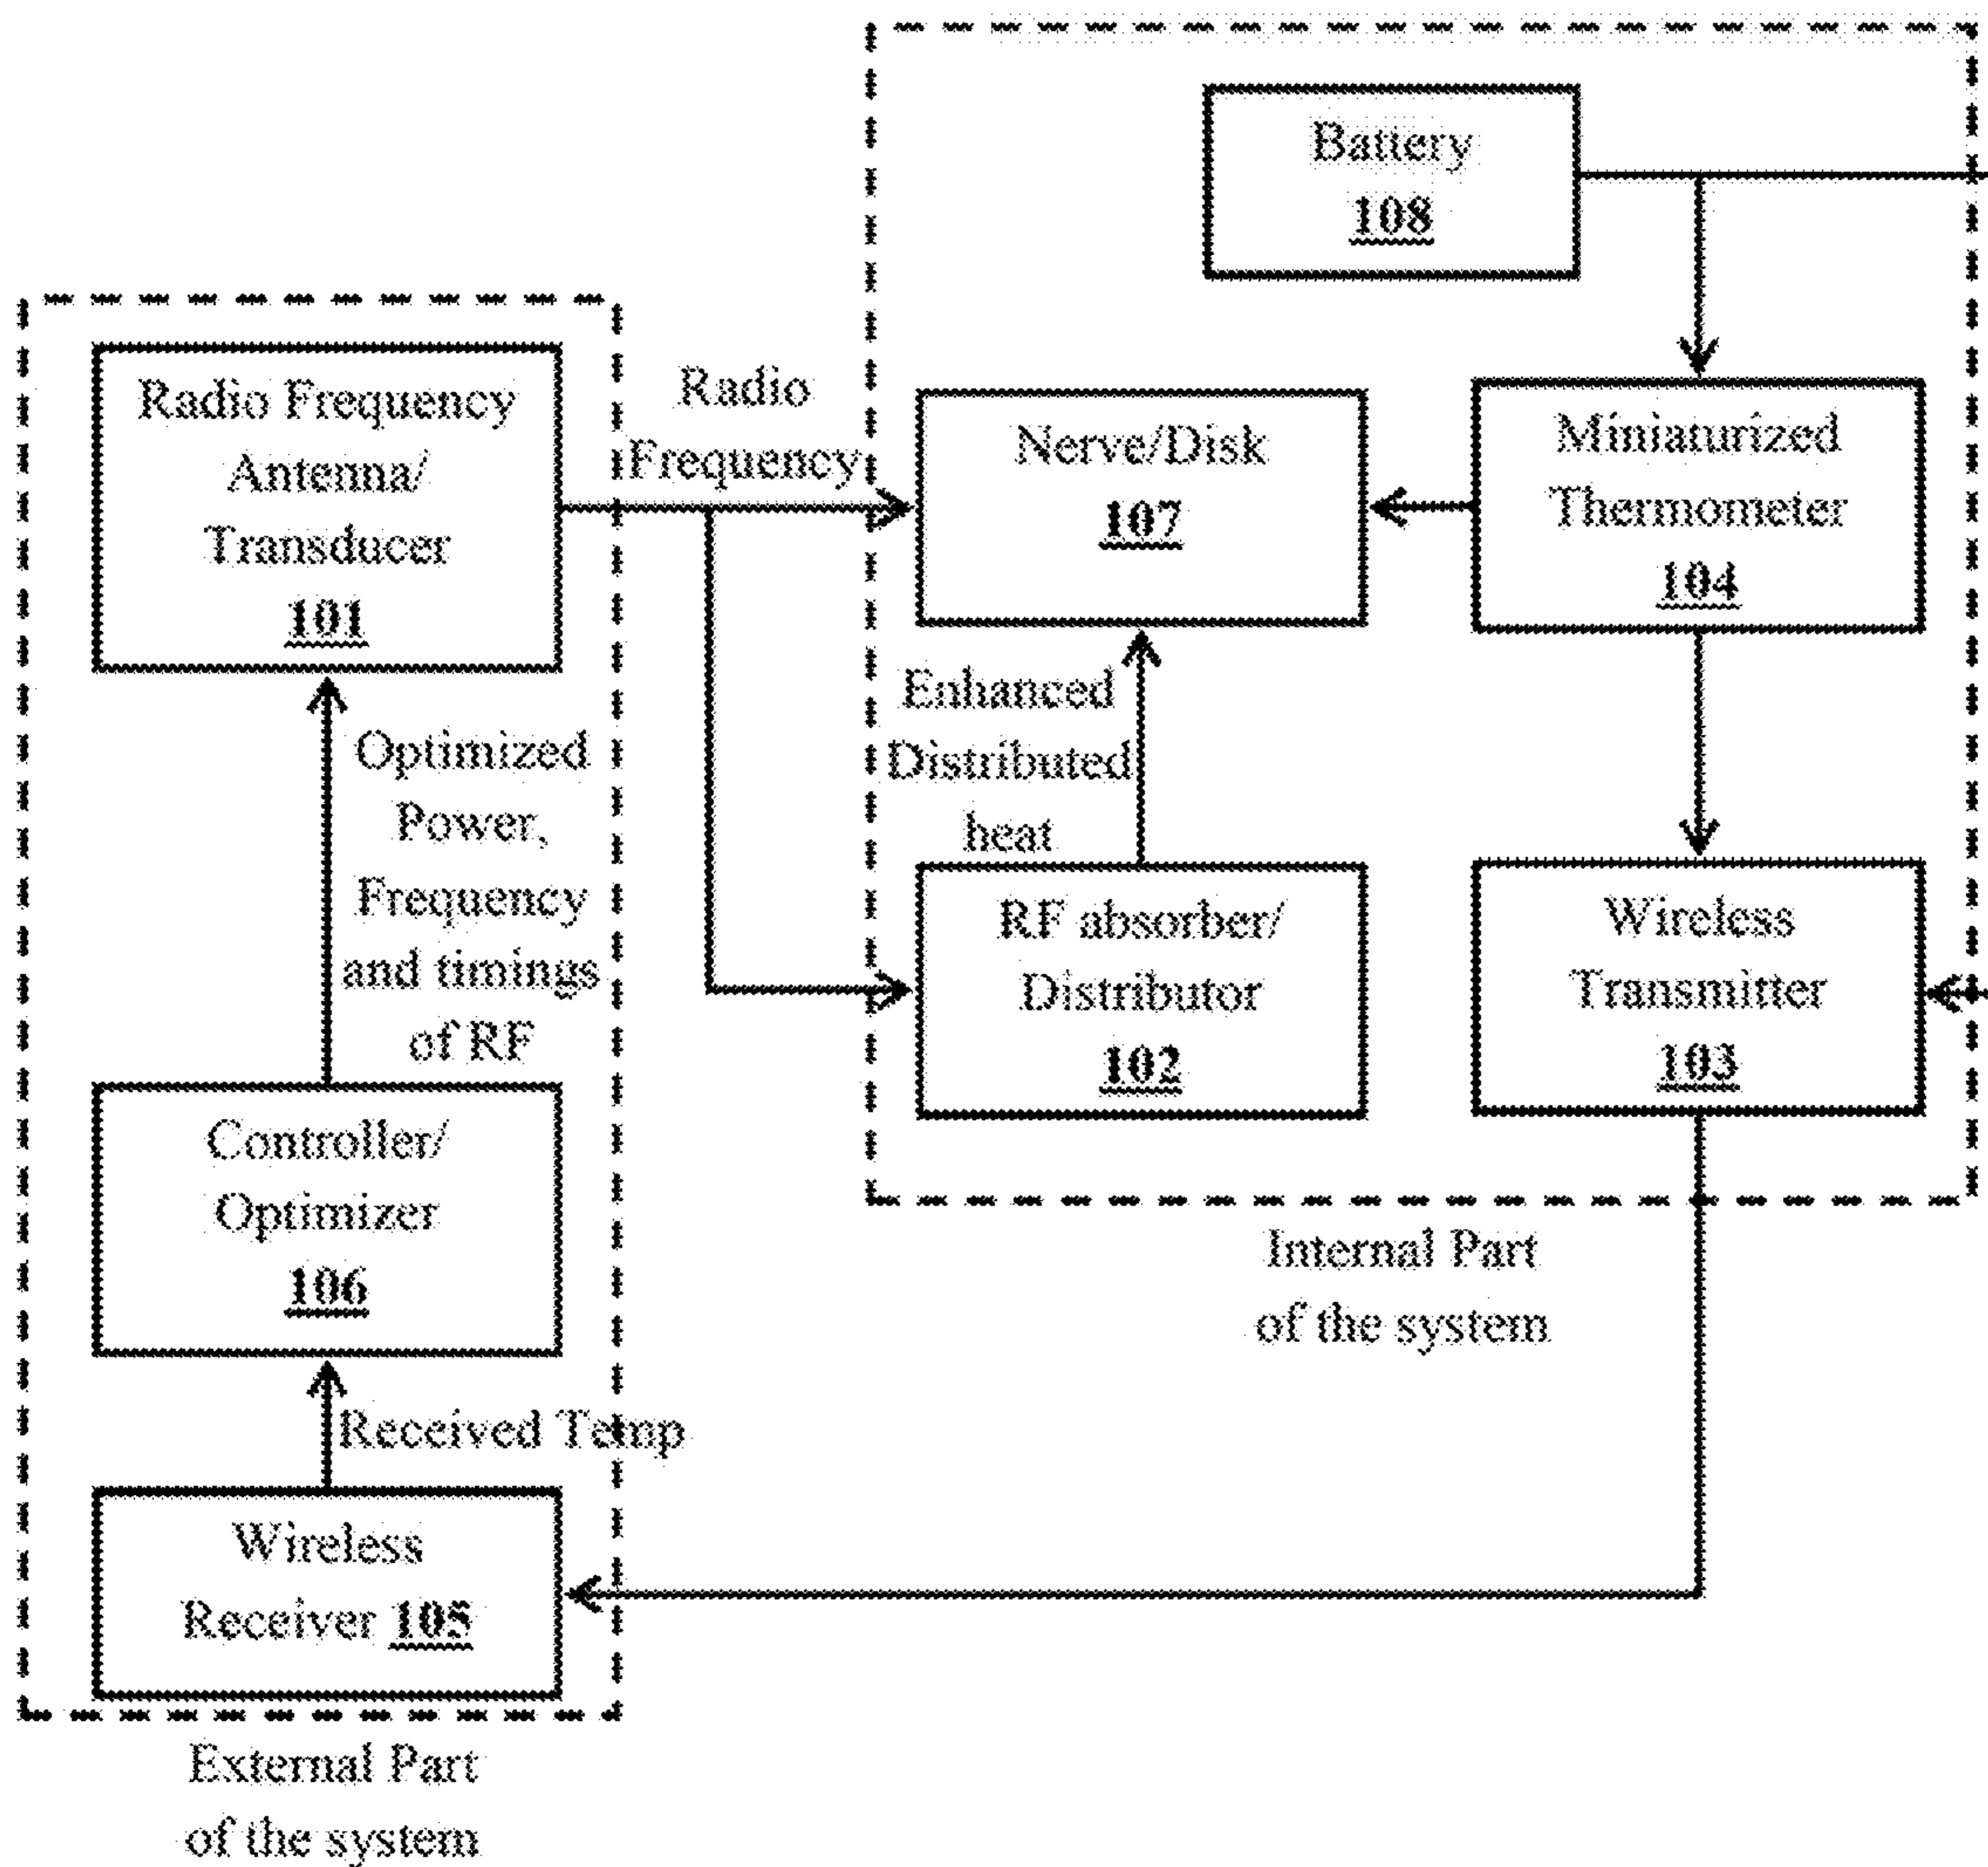 Battery
108
Radio Frequency
Antenna/
Transducer
101
Radio
Frequency
Nerve/Disk
107
Miniaturized
Thermometer
104
Optimized
Power,
Frequency
and timings
of RF
Enhanced
Distributed
heat
RF absorber/
Distributor
102
Wireless
Transmitter
103
Controller/
Optimizer
106
Internal Part
of the system
Received Temp
Wireless
Receiver 105
External Part
of the system